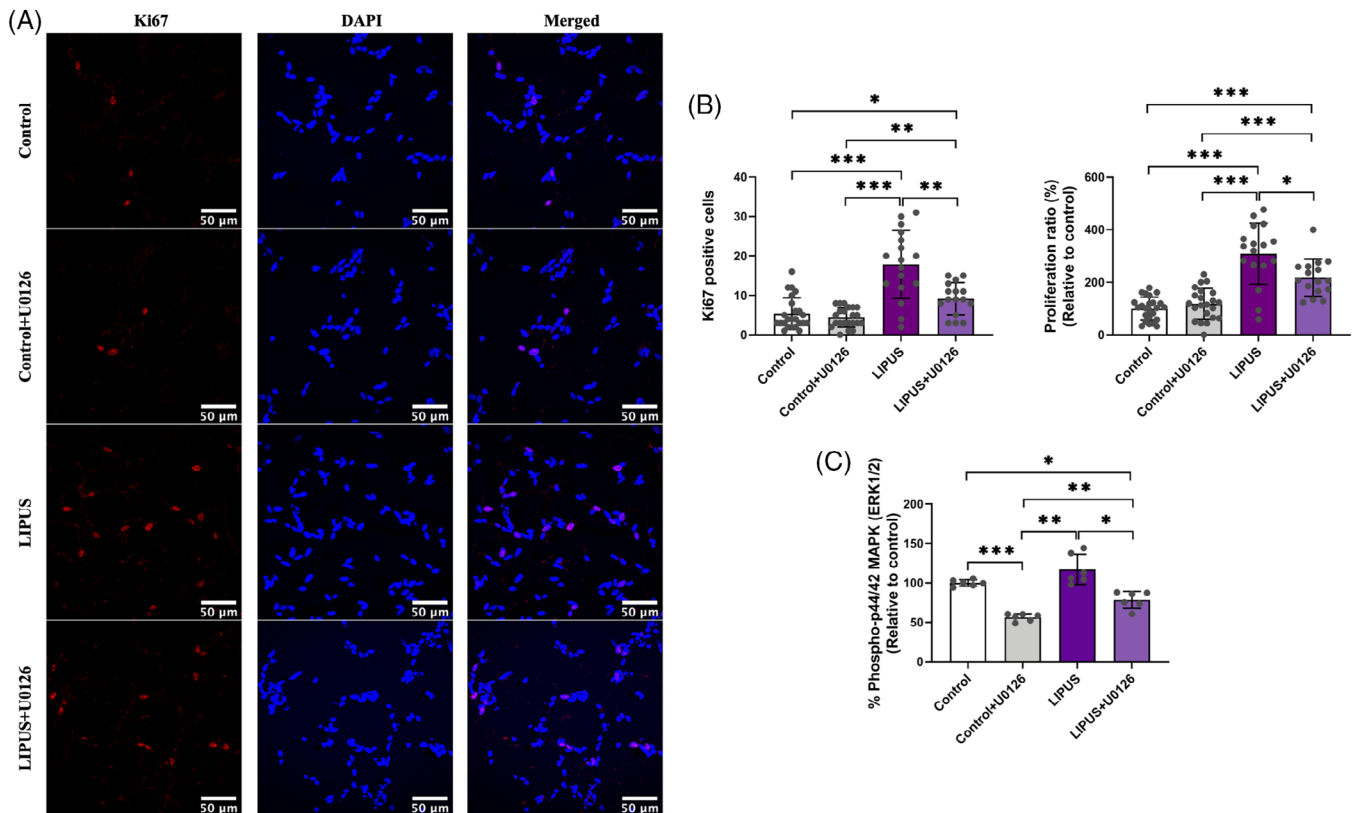 (A)
Ki67 DAPI Merged
Control
50 μm 50 μm 50 μm
Control+U0126
50 μm 50 μm 50 μm
LIPUS
50 μm 50 μm 50 μm
LIPUS+U0126
50 μm 50 μm 50 μm
(B)
*
**
***
*** **
Ki67 positive cells
40
30
20
10
0
Control
Control+U0126
LIPUS
LIPUS+U0126
***
***
***
*** *
Proliferation ratio (%)
(Relative to control)
600
400
200
0
Control
Control+U0126
LIPUS
LIPUS+U0126
(C)
*
**
** *
***
% Phospho-p44/42 MAPK (ERK1/2)
(Relative to control)
200
150
100
50
0
Control
Control+U0126
LIPUS
LIPUS+U0126